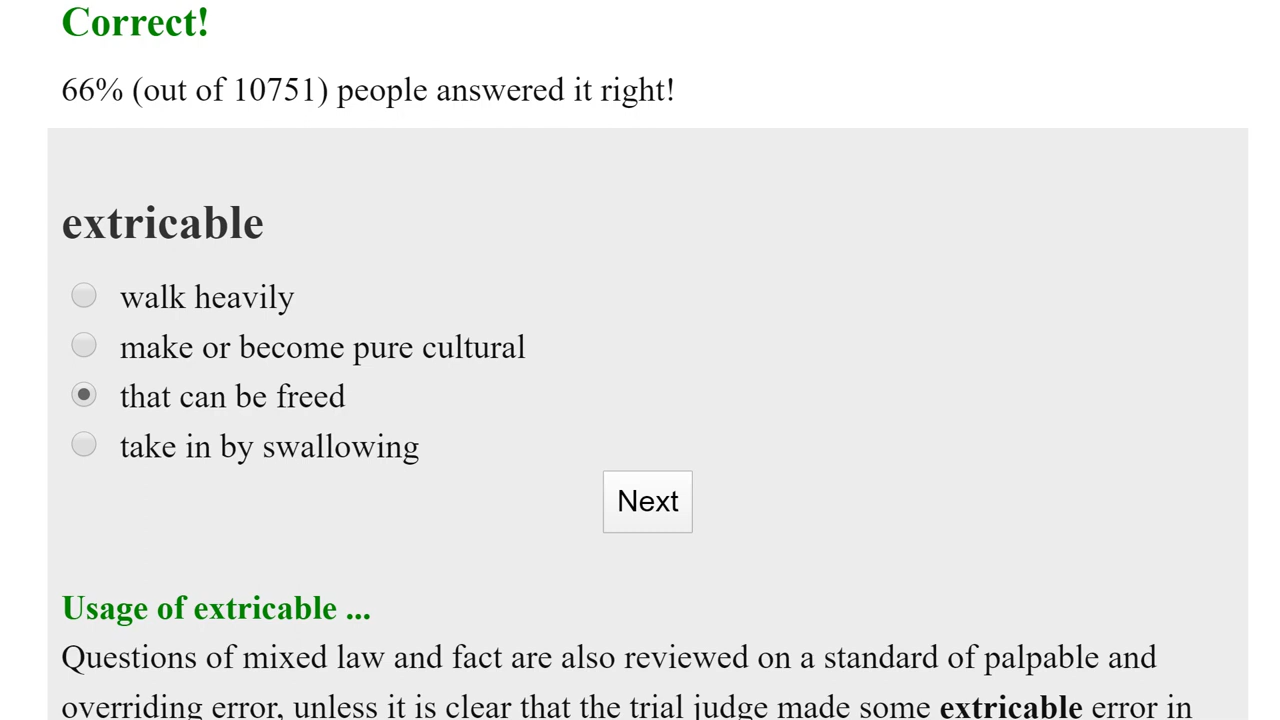 Correct!
66% (out of 10751) people answered it right!
extricable
walk heavily
make or become pure cultural
that can be freed
take in by swallowing
Next
Usage of extricable ...
Questions of mixed law and fact are also reviewed on a standard of palpable and
overriding error, unless it is clear that the trial judge made some extricable error in